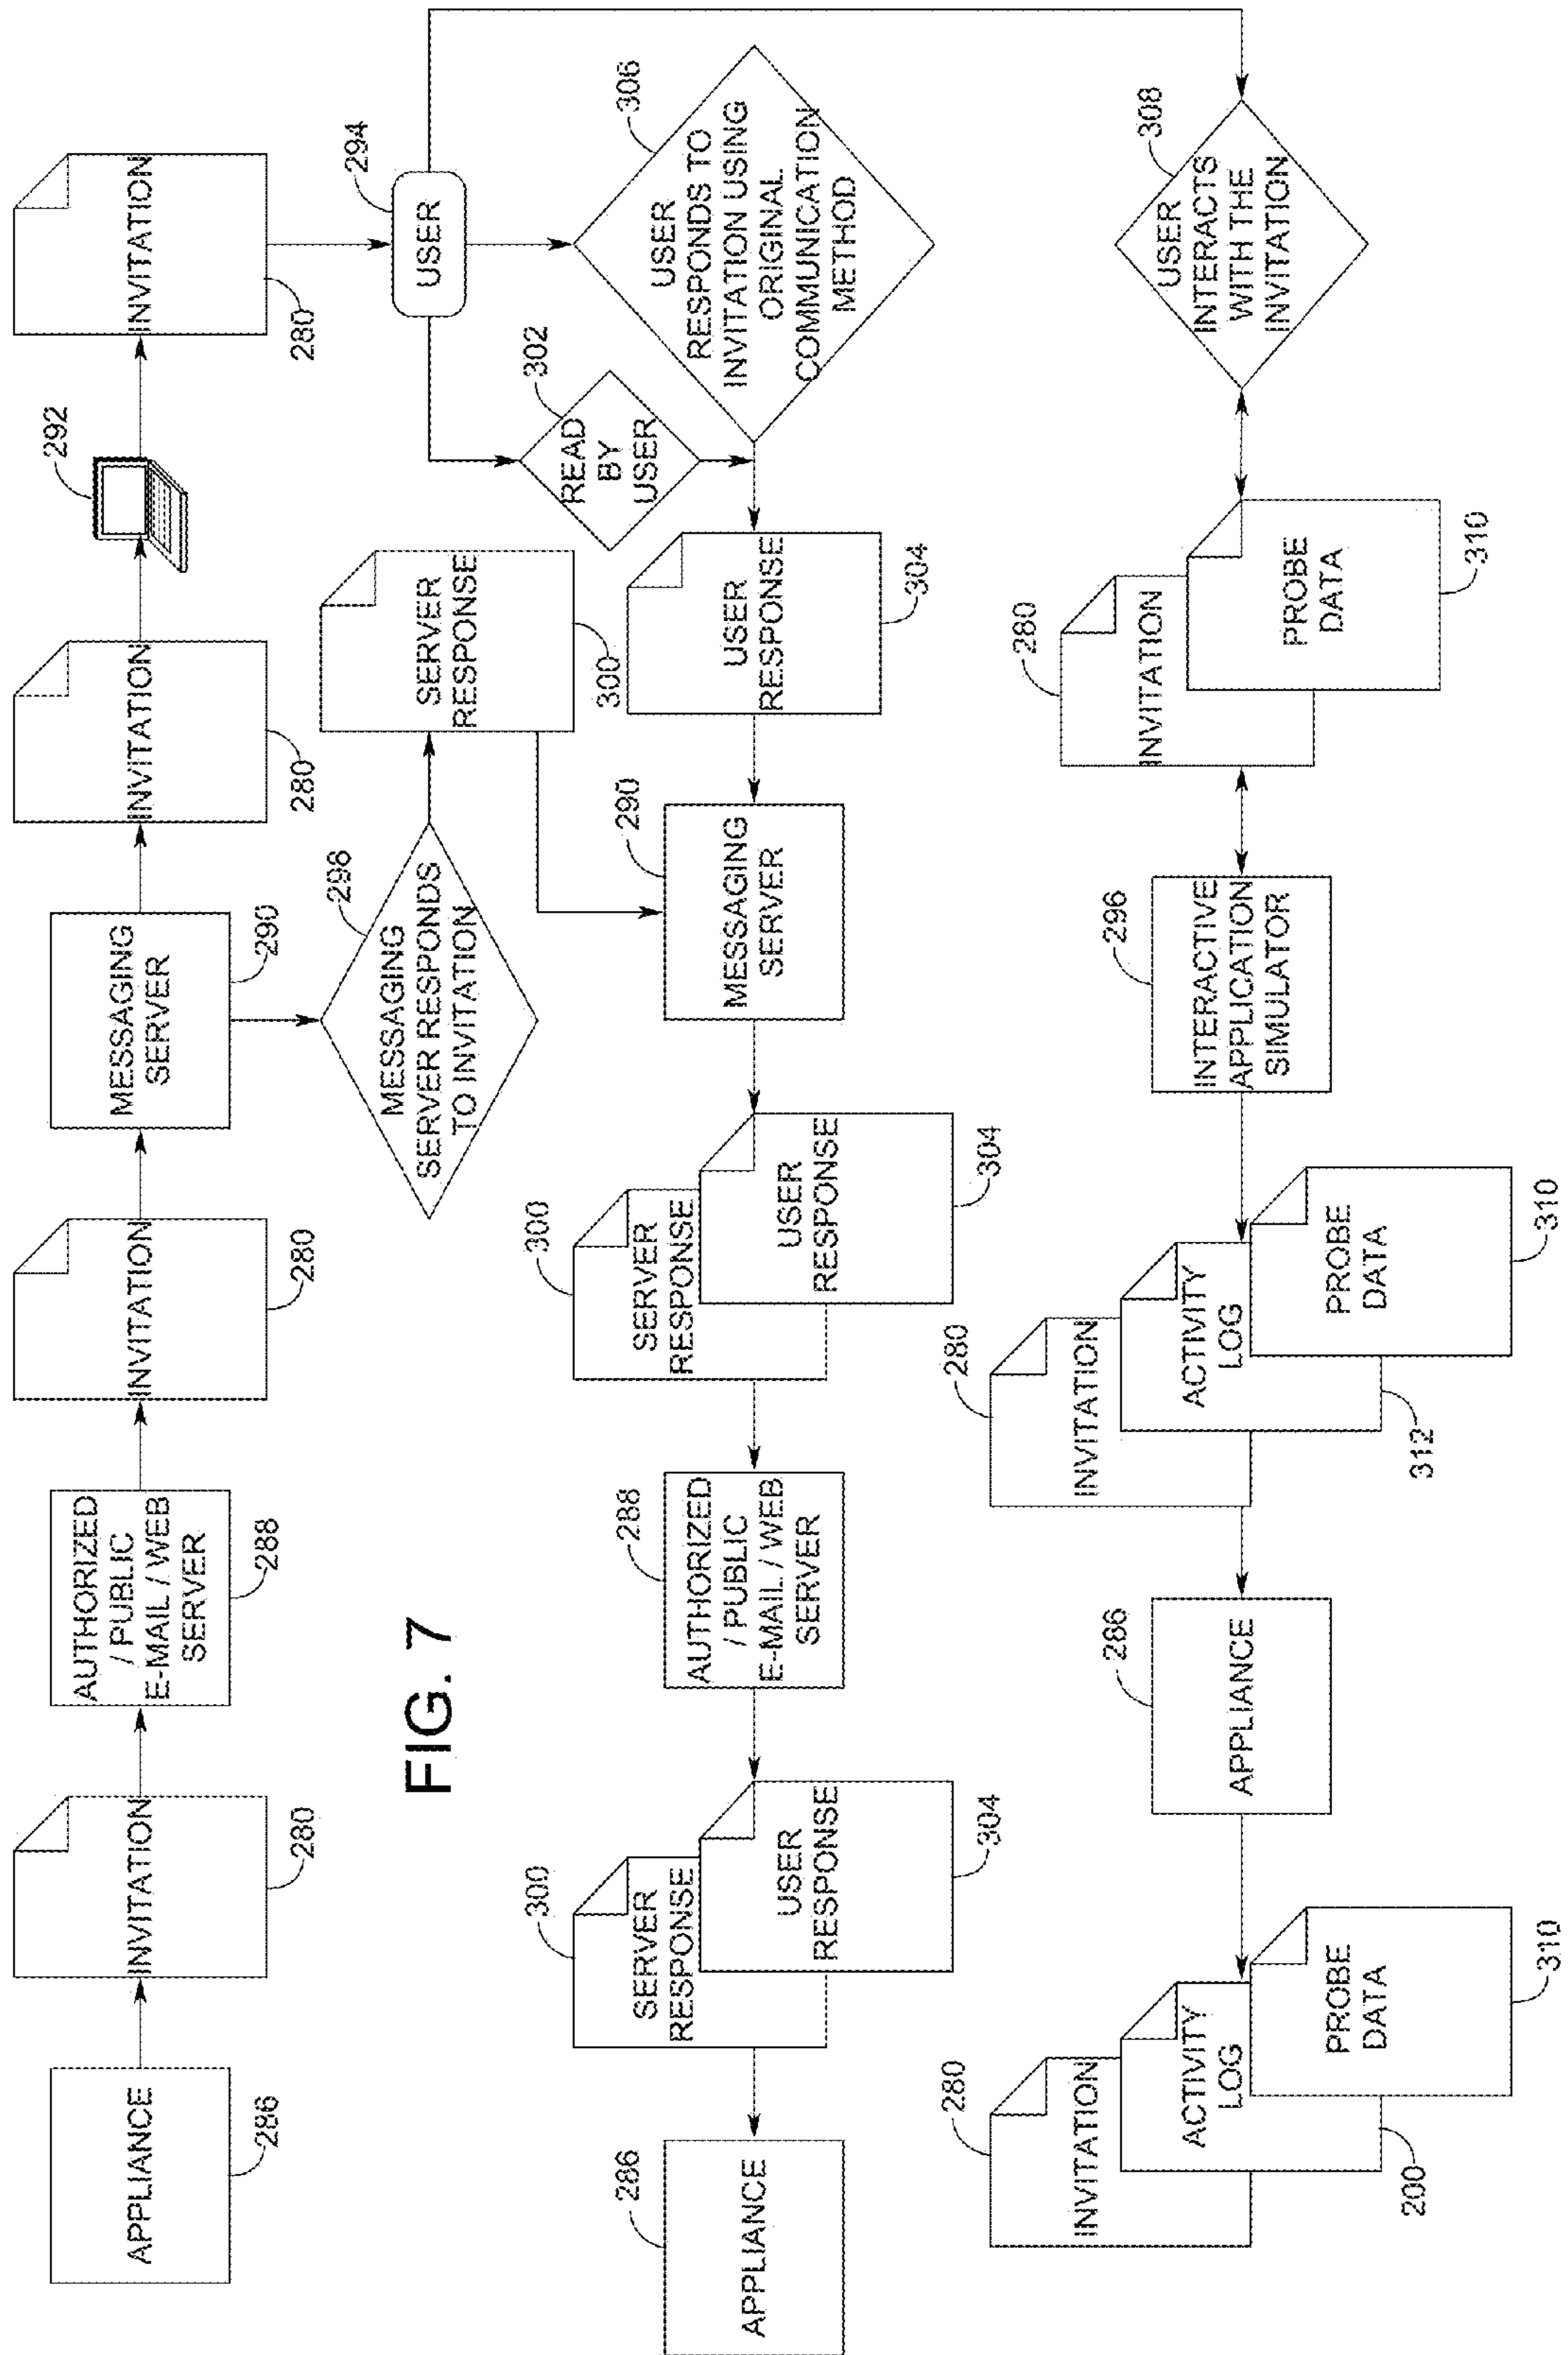 APPLIANCE
286
INVITATION
280
AUTHORIZED
/ PUBLIC
E-MAIL / WEB
SERVER
288
INVITATION
280
MESSAGING
SERVER
290
INVITATION
280
292
INVITATION
280
294
USER
MESSAGING
SERVER RESPONDS
TO INVITATION
298
SERVER
RESPONSE
300
READ
BY
USER
302
USER
RESPONDS TO
INVITATION USING
ORIGINAL
COMMUNICATION
METHOD
306
FIG. 7
286
APPLIANCE
300
SERVER
RESPONSE
USER
RESPONSE
304
288
AUTHORIZED
/ PUBLIC
E-MAIL / WEB
SERVER
300
SERVER
RESPONSE
USER
RESPONSE
304
290
MESSAGING
SERVER
USER
RESPONSE
304
280
INVITATION
ACTIVITY
LOG
200
PROBE
DATA
310
286
APPLIANCE
280
INVITATION
ACTIVITY
LOG
312
PROBE
DATA
310
296
INTERACTIVE
APPLICATION
SIMULATOR
280
INVITATION
PROBE
DATA
310
USER
INTERACTS
WITH THE
INVITATION
308